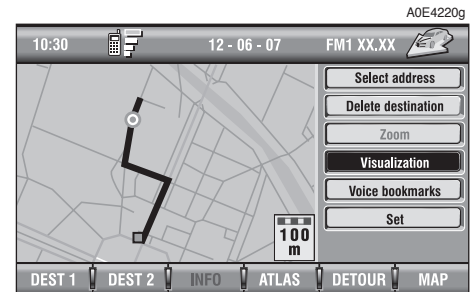 A0E4220g
10:30 12 - 06 - 07 FM1 XX.XX
Select address
Delete destination
Zoom
Visualization
Voice bookmarks
Set
100
m
DEST 1 DEST 2 INFO ATLAS DETOUR MAP